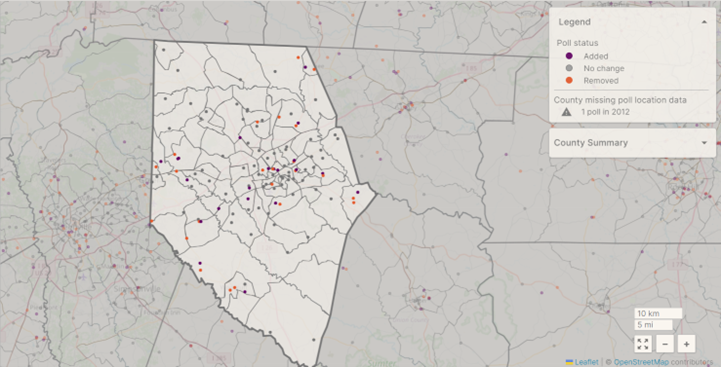 Legend
Poll status
Added
No change
Removed
County missing poll location data
1 poll in 2012
County Summary
10 km
5 mi
Leaflet | © OpenStreetMap contributors